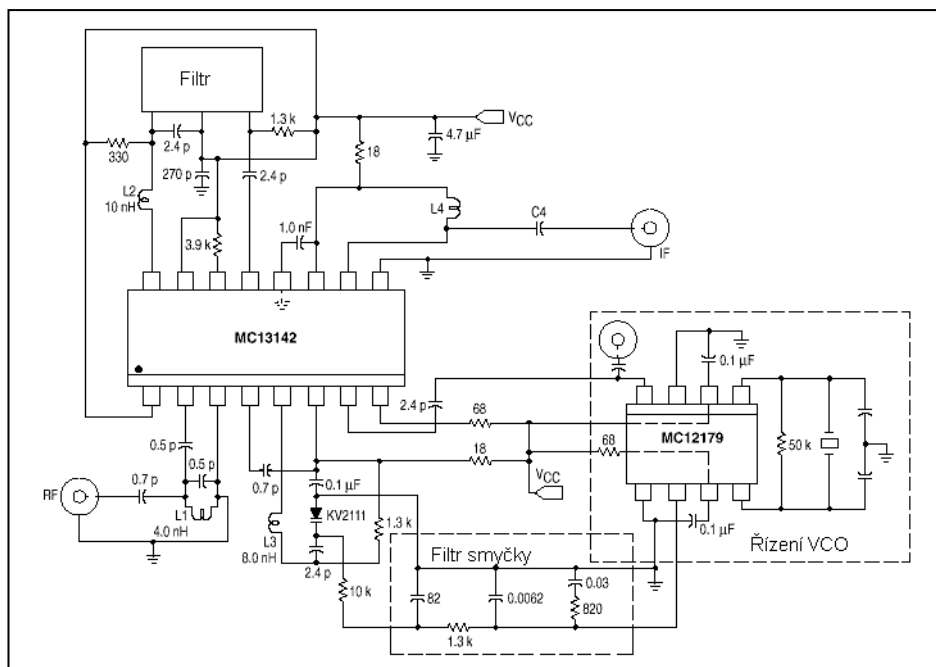 Filtr
1.3 k
VCC
4.7 µF
330
2.4 p
18
270 p
2.4 p
L2
10 nH
L4
C4
1.0 nF
3.9 k
IF
MC13142
0.1 µF
2.4 p
68
MC12179
68
50 k
0.5 p
18
0.5 p
0.7 p
VCC
0.7 p
0.1 µF
RF
L1
KV2111
0.1 µF
4.0 nH
L3
1.3 k
8.0 nH
2.4 p
Filtr smyčky
Řízení VCO
10 k
0.03
82
0.0062
820
1.3 k